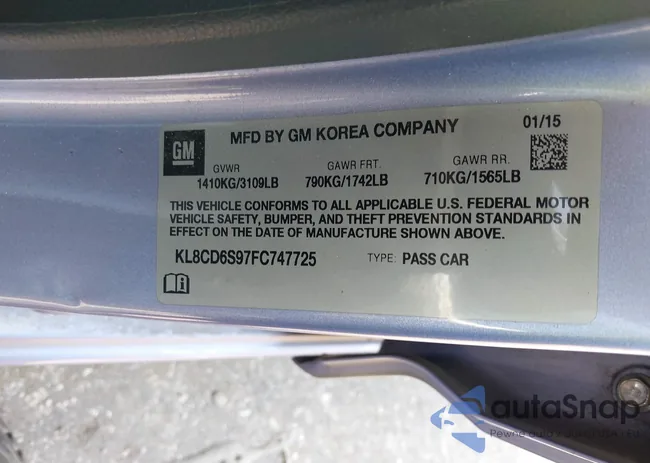 GM
MFD BY GM KOREA COMPANY 01/15
GVWR GAWR FRT. GAWR RR.
1410KG/3109LB 790KG/1742LB 710KG/1565LB
THIS VEHICLE CONFORMS TO ALL APPLICABLE U.S. FEDERAL MOTOR
VEHICLE SAFETY, BUMPER, AND THEFT PREVENTION STANDARDS IN
EFFECT ON THE DATE OF MANUFACTURE SHOWN ABOVE.
KL8CD6S97FC747725 TYPE: PASS CAR
autoSnap